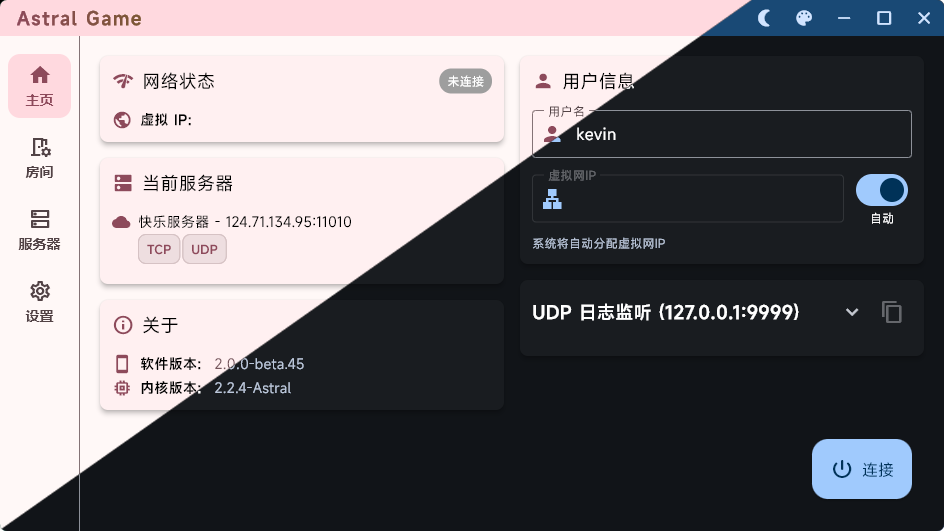 Astral Game
主页
房间
服务器
设置
网络状态
未连接
虚拟 IP:
当前服务器
快乐服务器 - 124.71.134.95:11010
TCP UDP
关于
软件版本: 2.0.0-beta.45
内核版本: 2.2.4-Astral
用户信息
用户名
kevin
虚拟网IP
自动
系统将自动分配虚拟网IP
UDP 日志监听 (127.0.0.1:9999)
连接